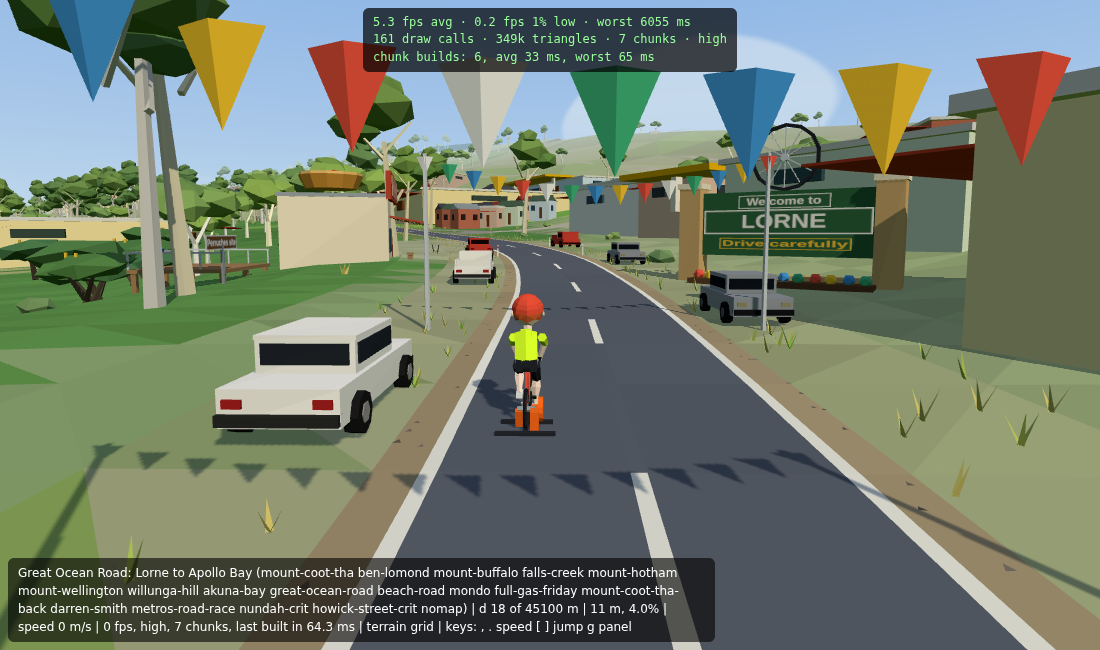 5.3 fps avg · 0.2 fps 1% low · worst 6055 ms
161 draw calls · 349k triangles · 7 chunks · high
chunk builds: 6, avg 33 ms, worst 65 ms
Welcome to
LORNE
Drive carefully
Great Ocean Road: Lorne to Apollo Bay (mount-coot-tha ben-lomond mount-buffalo falls-creek mount-hotham
mount-wellington willunga-hill akuna-bay great-ocean-road beach-road mondo full-gas-friday mount-coot-tha-
back darren-smith metros-road-race nundah-crit howick-street-crit nomap) | d 18 of 45100 m | 11 m, 4.0% |
speed 0 m/s | 0 fps, high, 7 chunks, last built in 64.3 ms | terrain grid | keys: , . speed [ ] jump g panel